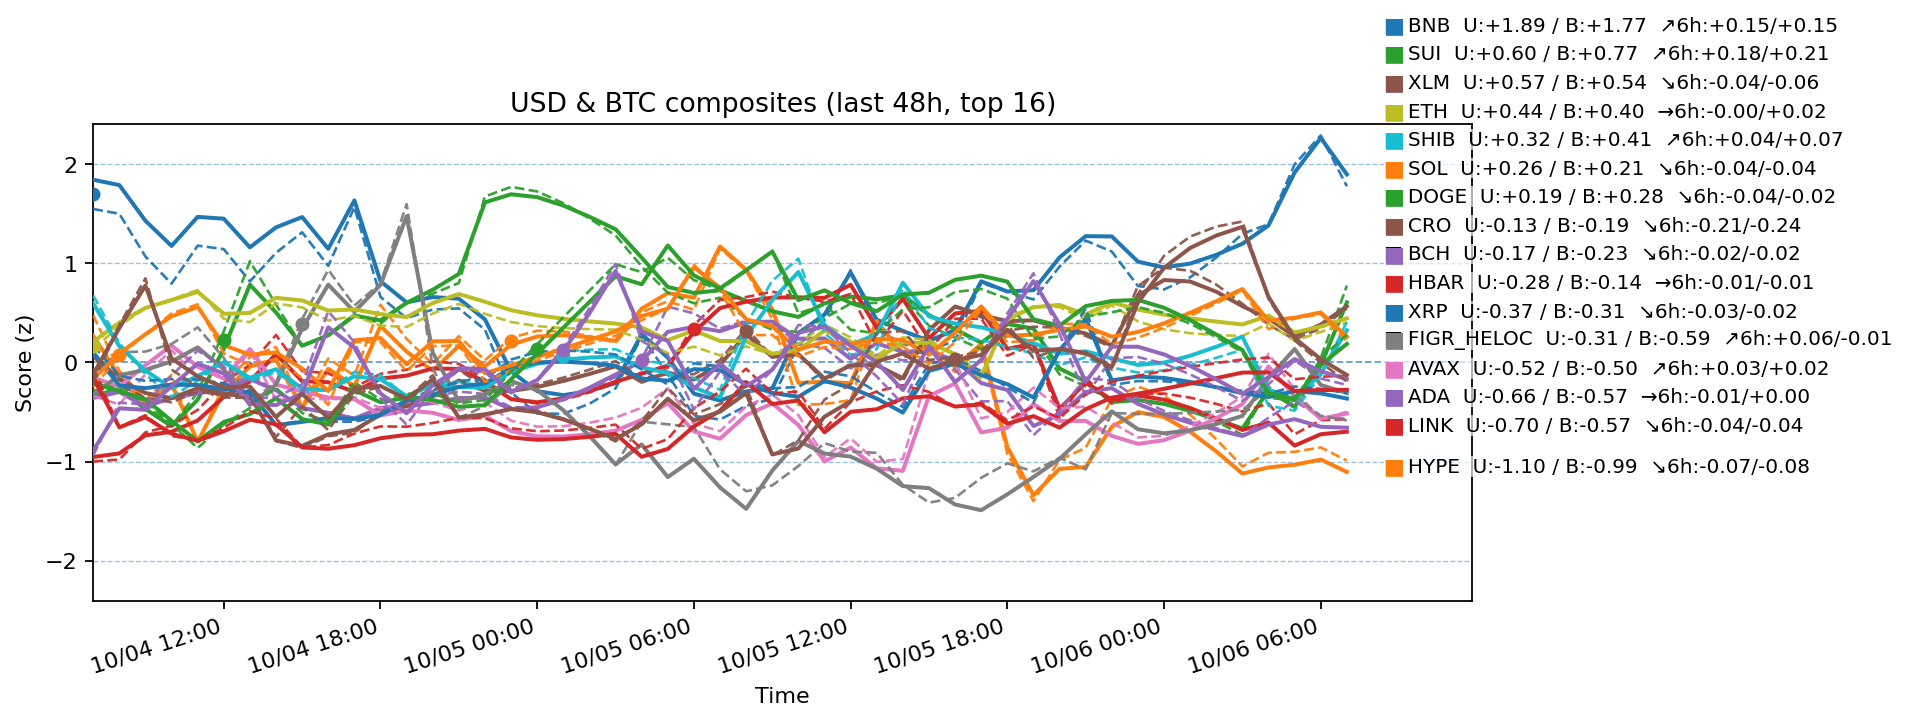 USD & BTC composites (last 48h, top 16)
BNB  U:+1.89 / B:+1.77  ↗6h:+0.15/+0.15
SUI  U:+0.60 / B:+0.77  ↗6h:+0.18/+0.21
XLM  U:+0.57 / B:+0.54  ↘6h:-0.04/-0.06
ETH  U:+0.44 / B:+0.40  →6h:-0.00/+0.02
SHIB  U:+0.32 / B:+0.41  ↗6h:+0.04/+0.07
SOL  U:+0.26 / B:+0.21  ↘6h:-0.04/-0.04
DOGE  U:+0.19 / B:+0.28  ↘6h:-0.04/-0.02
CRO  U:-0.13 / B:-0.19  ↘6h:-0.21/-0.24
BCH  U:-0.17 / B:-0.23  ↘6h:-0.02/-0.02
HBAR  U:-0.28 / B:-0.14  →6h:-0.01/-0.01
XRP  U:-0.37 / B:-0.31  ↘6h:-0.03/-0.02
FIGR_HELOC  U:-0.31 / B:-0.59  ↗6h:+0.06/-0.01
AVAX  U:-0.52 / B:-0.50  ↗6h:+0.03/+0.02
ADA  U:-0.66 / B:-0.57  →6h:-0.01/+0.00
LINK  U:-0.70 / B:-0.57  ↘6h:-0.04/-0.04
HYPE  U:-1.10 / B:-0.99  ↘6h:-0.07/-0.08
Score (z)
2
1
0
−1
−2
10/04 12:00
10/04 18:00
10/05 00:00
10/05 06:00
10/05 12:00
10/05 18:00
10/06 00:00
10/06 06:00
Time